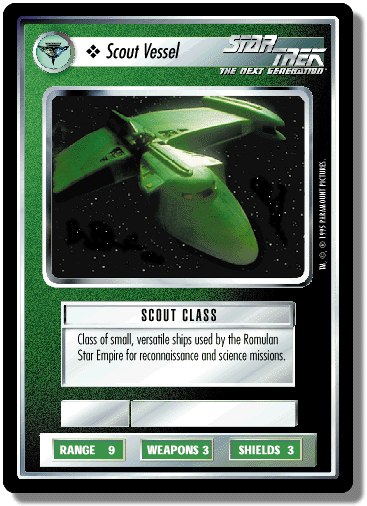 ❖ Scout Vessel
STAR TREK
THE NEXT GENERATION
TM, ©, ® 1995 PARAMOUNT PICTURES.
SCOUT CLASS
Class of small, versatile ships used by the Romulan
Star Empire for reconnaissance and science missions.
RANGE 9 WEAPONS 3 SHIELDS 3